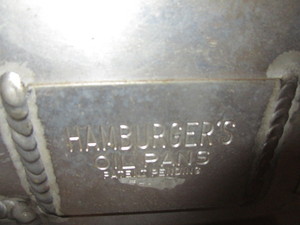 HAMBURGER'S
OIL PANS
PATENT PENDING